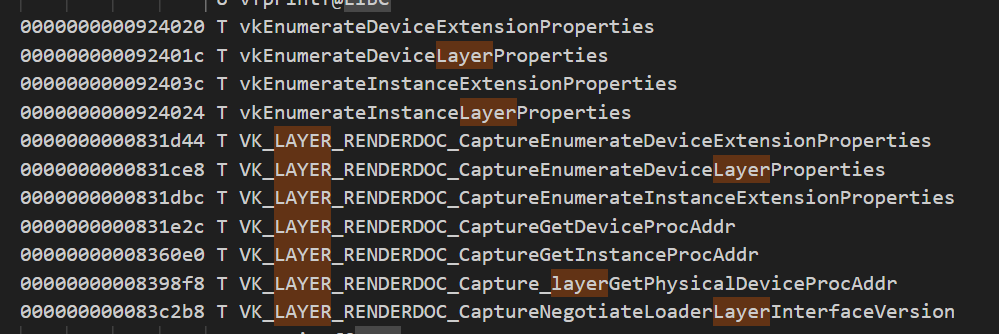 U vfprintf@LIBC
0000000000924020 T vkEnumerateDeviceExtensionProperties
000000000092401c T vkEnumerateDeviceLayerProperties
000000000092403c T vkEnumerateInstanceExtensionProperties
0000000000924024 T vkEnumerateInstanceLayerProperties
0000000000831d44 T VK_LAYER_RENDERDOC_CaptureEnumerateDeviceExtensionProperties
0000000000831ce8 T VK_LAYER_RENDERDOC_CaptureEnumerateDeviceLayerProperties
0000000000831dbc T VK_LAYER_RENDERDOC_CaptureEnumerateInstanceExtensionProperties
0000000000831e2c T VK_LAYER_RENDERDOC_CaptureGetDeviceProcAddr
00000000008360e0 T VK_LAYER_RENDERDOC_CaptureGetInstanceProcAddr
00000000008398f8 T VK_LAYER_RENDERDOC_Capture_layerGetPhysicalDeviceProcAddr
000000000083c2b8 T VK_LAYER_RENDERDOC_CaptureNegotiateLoaderLayerInterfaceVersion